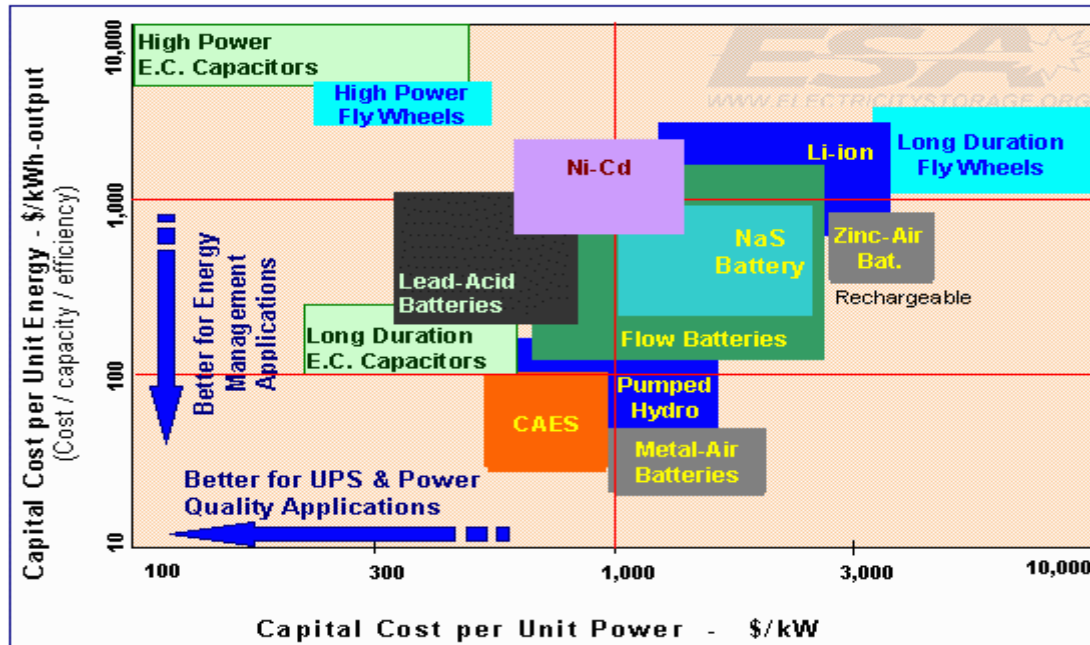 Capital Cost per Unit Energy - $/kWh-output
(Cost / capacity / efficiency)
10,000
1,000
100
10
High Power
E.C. Capacitors
High Power
Fly Wheels
ESA
WWW.ELECTRICITYSTORAGE.ORG
Ni-Cd
Li-ion
Long Duration
Fly Wheels
Lead-Acid
Batteries
NaS
Battery
Zinc-Air
Bat.
Rechargeable
Long Duration
E.C. Capacitors
Flow Batteries
Better for Energy
Management
Applications
Pumped
Hydro
CAES
Metal-Air
Batteries
Better for UPS & Power
Quality Applications
100
300
1,000
3,000
10,000
Capital Cost per Unit Power - $/kW